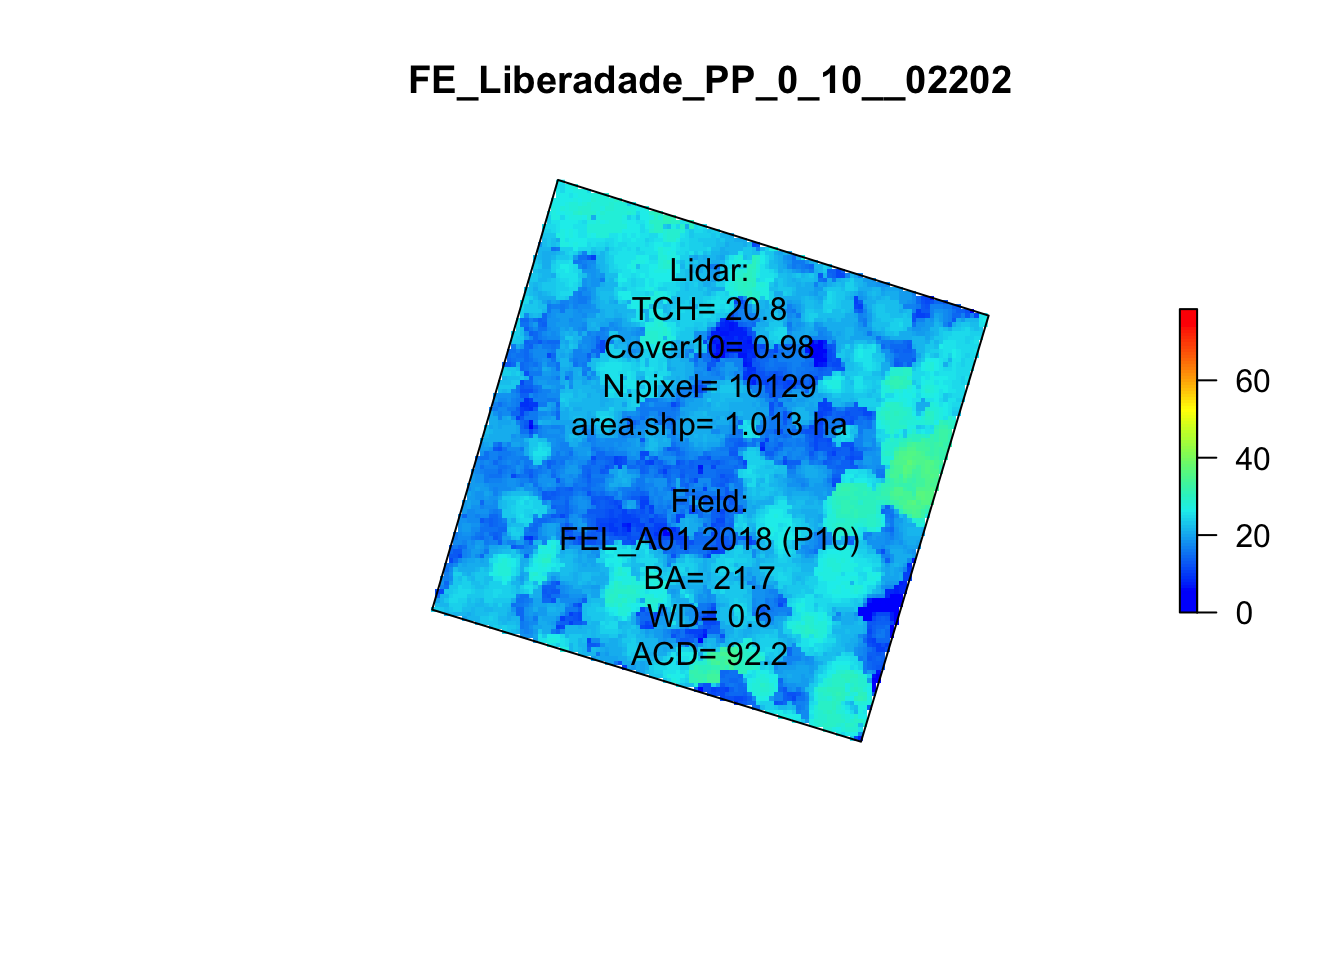 FE_Liberadade_PP_0_10__02202
Lidar:
TCH= 20.8
Cover10= 0.98
N.pixel= 10129
area.shp= 1.013 ha
Field:
FEL_A01 2018 (P10)
BA= 21.7
WD= 0.6
ACD= 92.2
60
40
20
0